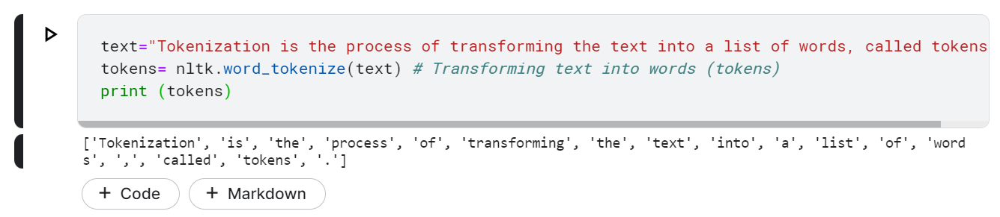 text="Tokenization is the process of transforming the text into a list of words, called tokens
tokens= nltk.word_tokenize(text) # Transforming text into words (tokens)
print (tokens)
['Tokenization', 'is', 'the', 'process', 'of', 'transforming', 'the', 'text', 'into', 'a', 'list', 'of', 'word
s', ',', 'called', 'tokens', '.']
+ Code + Markdown